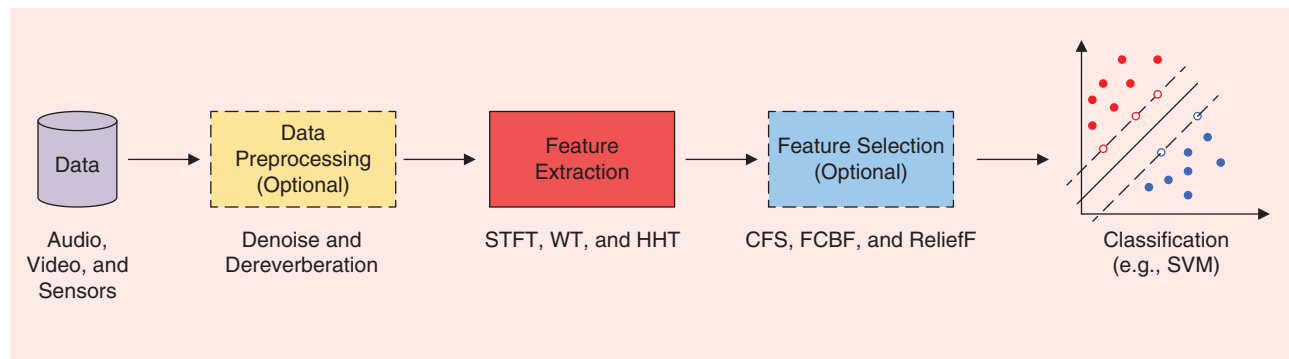 Data
Audio,
Video, and
Sensors
Data
Preprocessing
(Optional)
Denoise and
Dereverberation
Feature
Extraction
STFT, WT, and HHT
Feature Selection
(Optional)
CFS, FCBF, and ReliefF
Classification
(e.g., SVM)